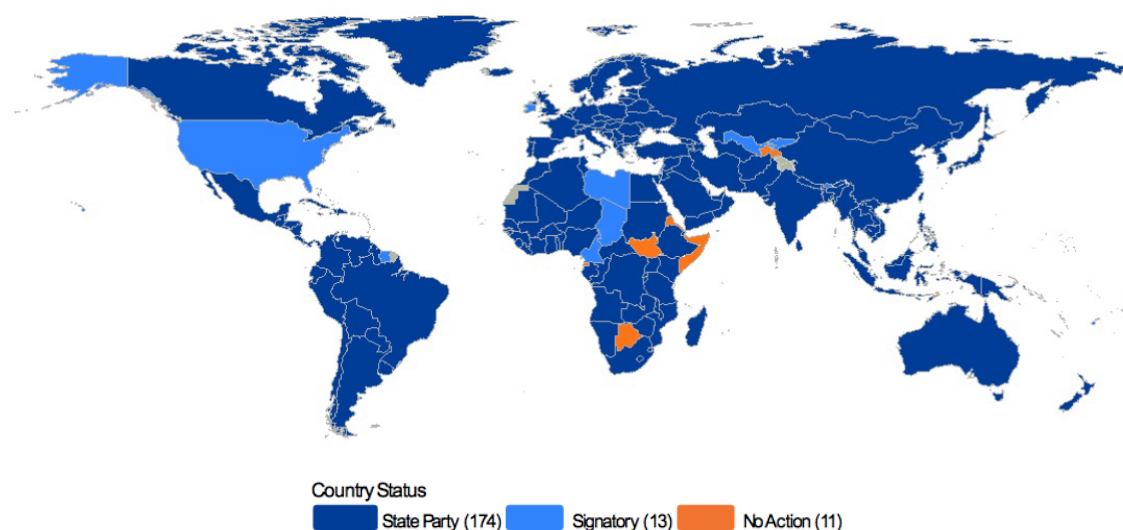 Country Status
State Party (174) Signatory (13) No Action (11)